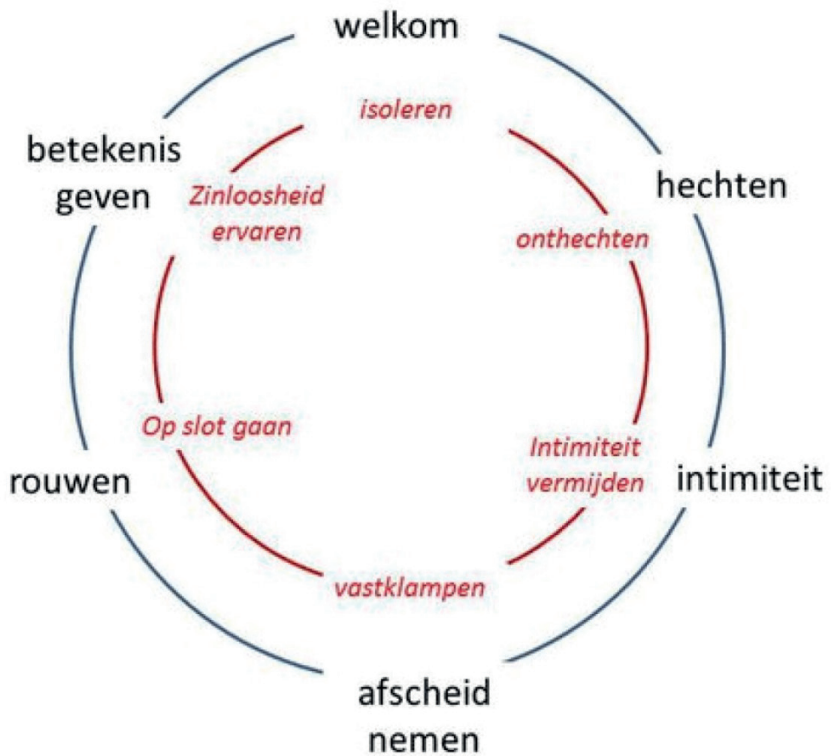 welkom
isoleren
betekenis
geven
Zinloosheid
ervaren
hechten
onthechten
Op slot gaan
rouwen
Intimiteit
vermijden
intimiteit
vastklampen
afscheid
nemen